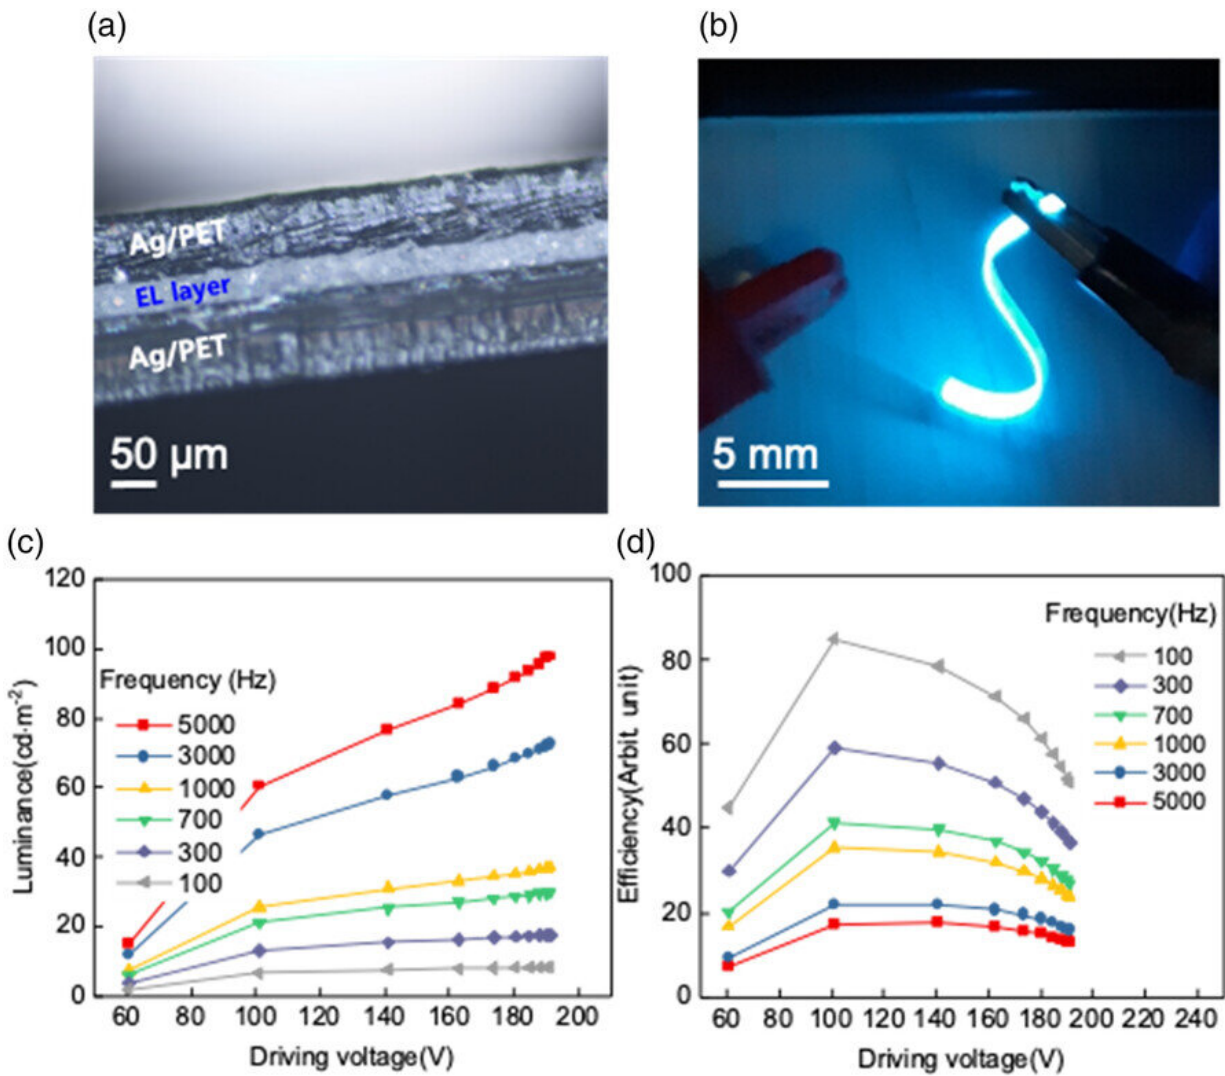 (a)
(b)
Ag/PET
EL layer
Ag/PET
50 µm
5 mm
(c)
(d)
120
100
80
60
40
20
0
Luminance(cd·m-2)
Frequency (Hz)
5000
3000
1000
700
300
100
60 80 100 120 140 160 180 200
Driving voltage(V)
100
80
60
40
20
0
Efficiency(Arbit. unit)
Frequency(Hz)
100
300
700
1000
3000
5000
60 80 100 120 140 160 180 200 220 240
Driving voltage(V)